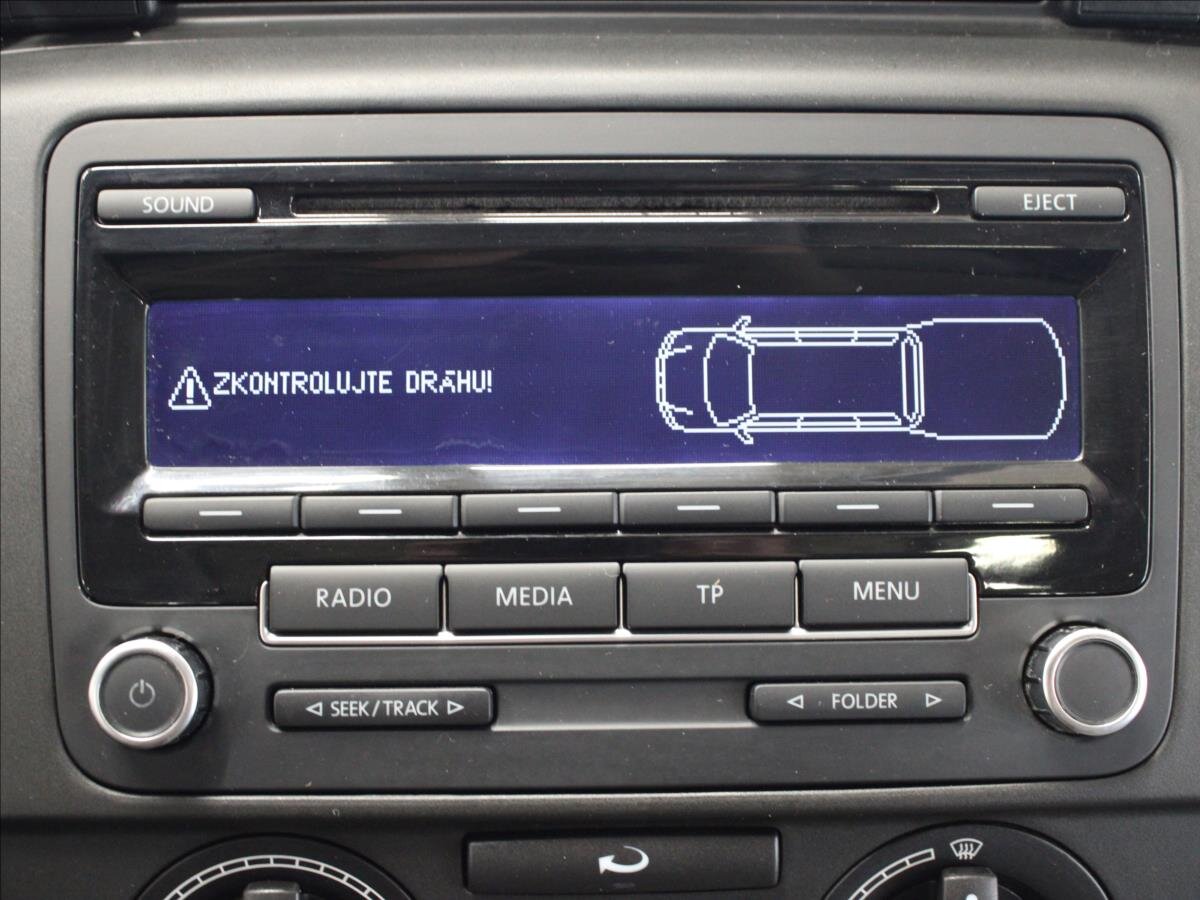 SOUND
EJECT
ZKONTROLUJTE DRÁHU!
RADIO
MEDIA
TP
MENU
SEEK/TRACK
FOLDER